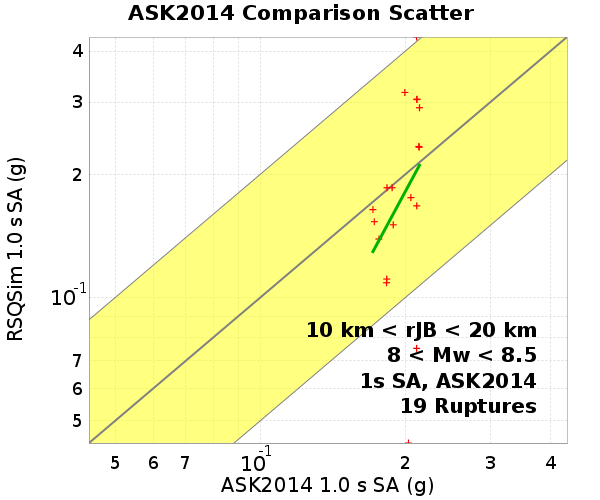 ASK2014 Comparison Scatter
RSQSim 1.0 s SA (g)
4
3
2
10^-1
7
6
5
10 km < rJB < 20 km
8 < Mw < 8.5
1s SA, ASK2014
19 Ruptures
5 6 7 10^-1 2 3 4
ASK2014 1.0 s SA (g)